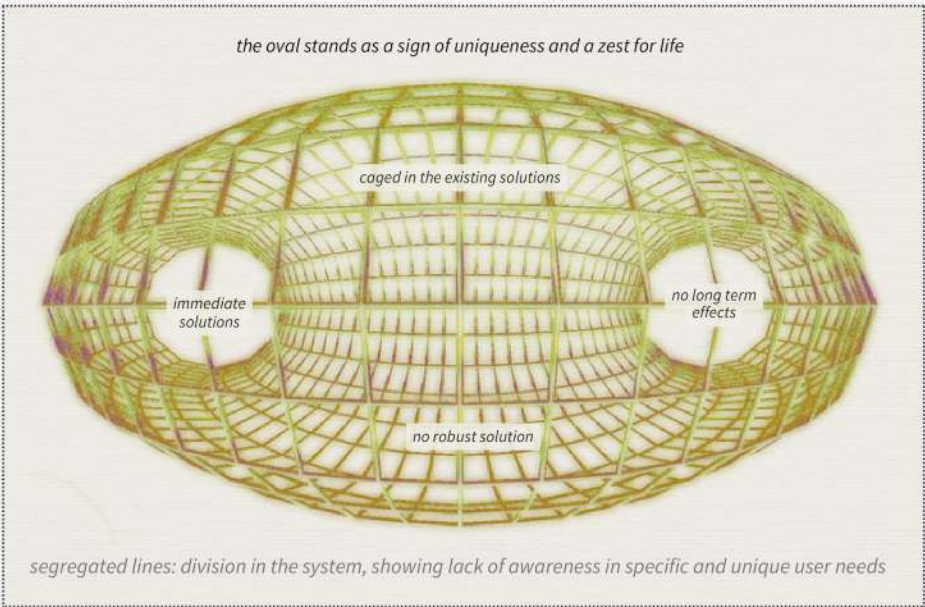 the oval stands as a sign of uniqueness and a zest for life
caged in the existing solutions
immediate
solutions
no long term
effects
no robust solution
segregated lines: division in the system, showing lack of awareness in specific and unique user needs